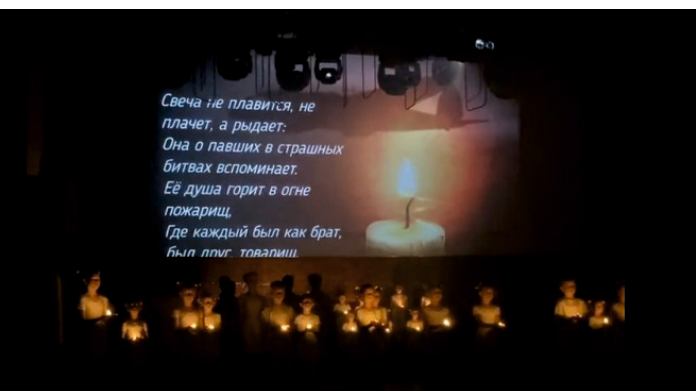 Свеча не плавится, не
плачет, а рыдает:
Она о павших в страшных
битвах вспоминает.
Её душа горит в огне
пожарищ,
Где каждый был как брат,
был друг, товарищ.